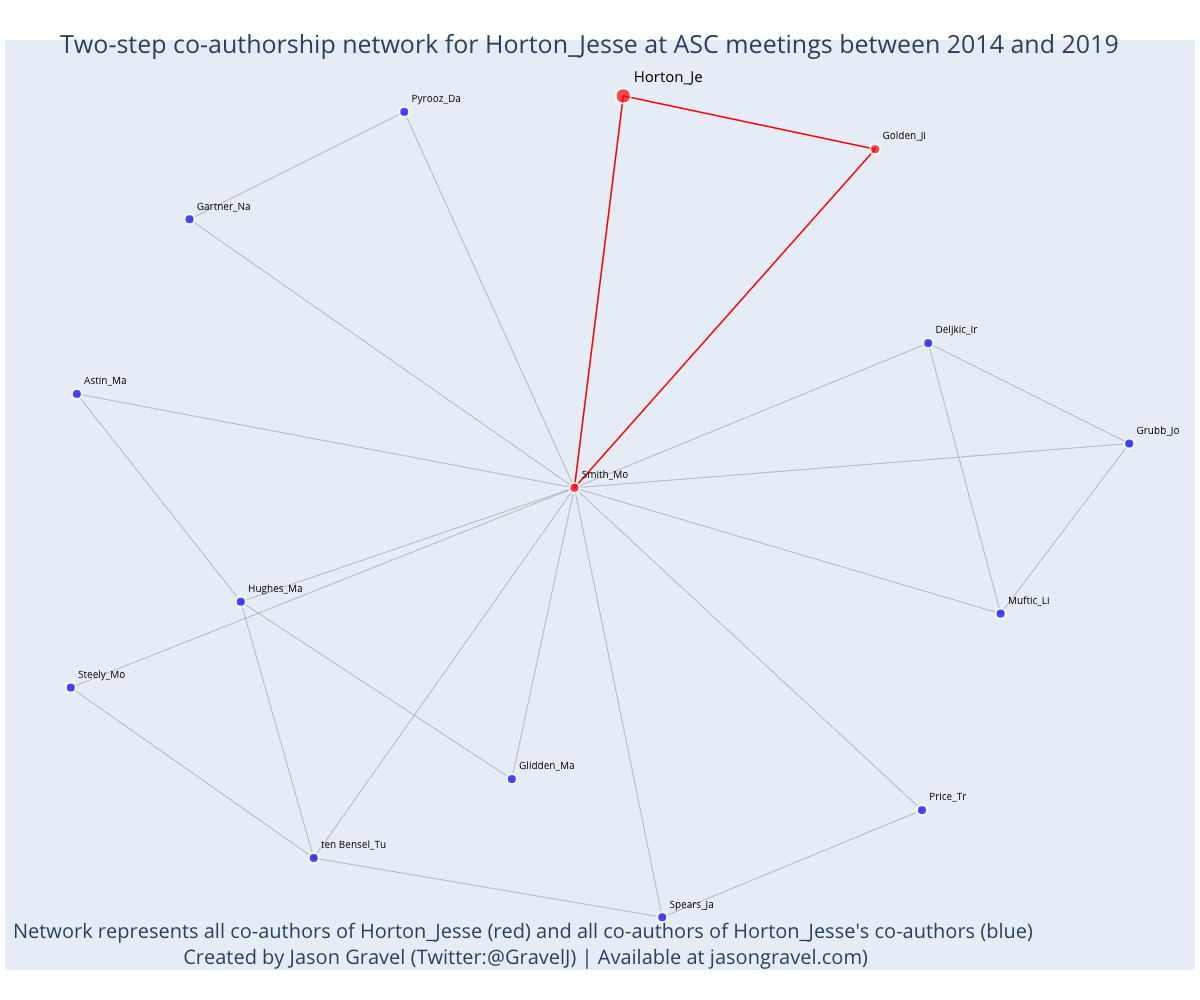 Two-step co-authorship network for Horton_Jesse at ASC meetings between 2014 and 2019
Horton_Je
Pyrooz_Da
Golden_Ji
Gartner_Na
Deljkic_Ir
Astin_Ma
Grubb_Jo
Smith_Mo
Hughes_Ma
Muftic_Li
Steely_Mo
Glidden_Ma
Price_Tr
ten Bensel_Tu
Spears_Ja
Network represents all co-authors of Horton_Jesse (red) and all co-authors of Horton_Jesse's co-authors (blue)
Created by Jason Gravel (Twitter:@GravelJ) | Available at jasongravel.com)